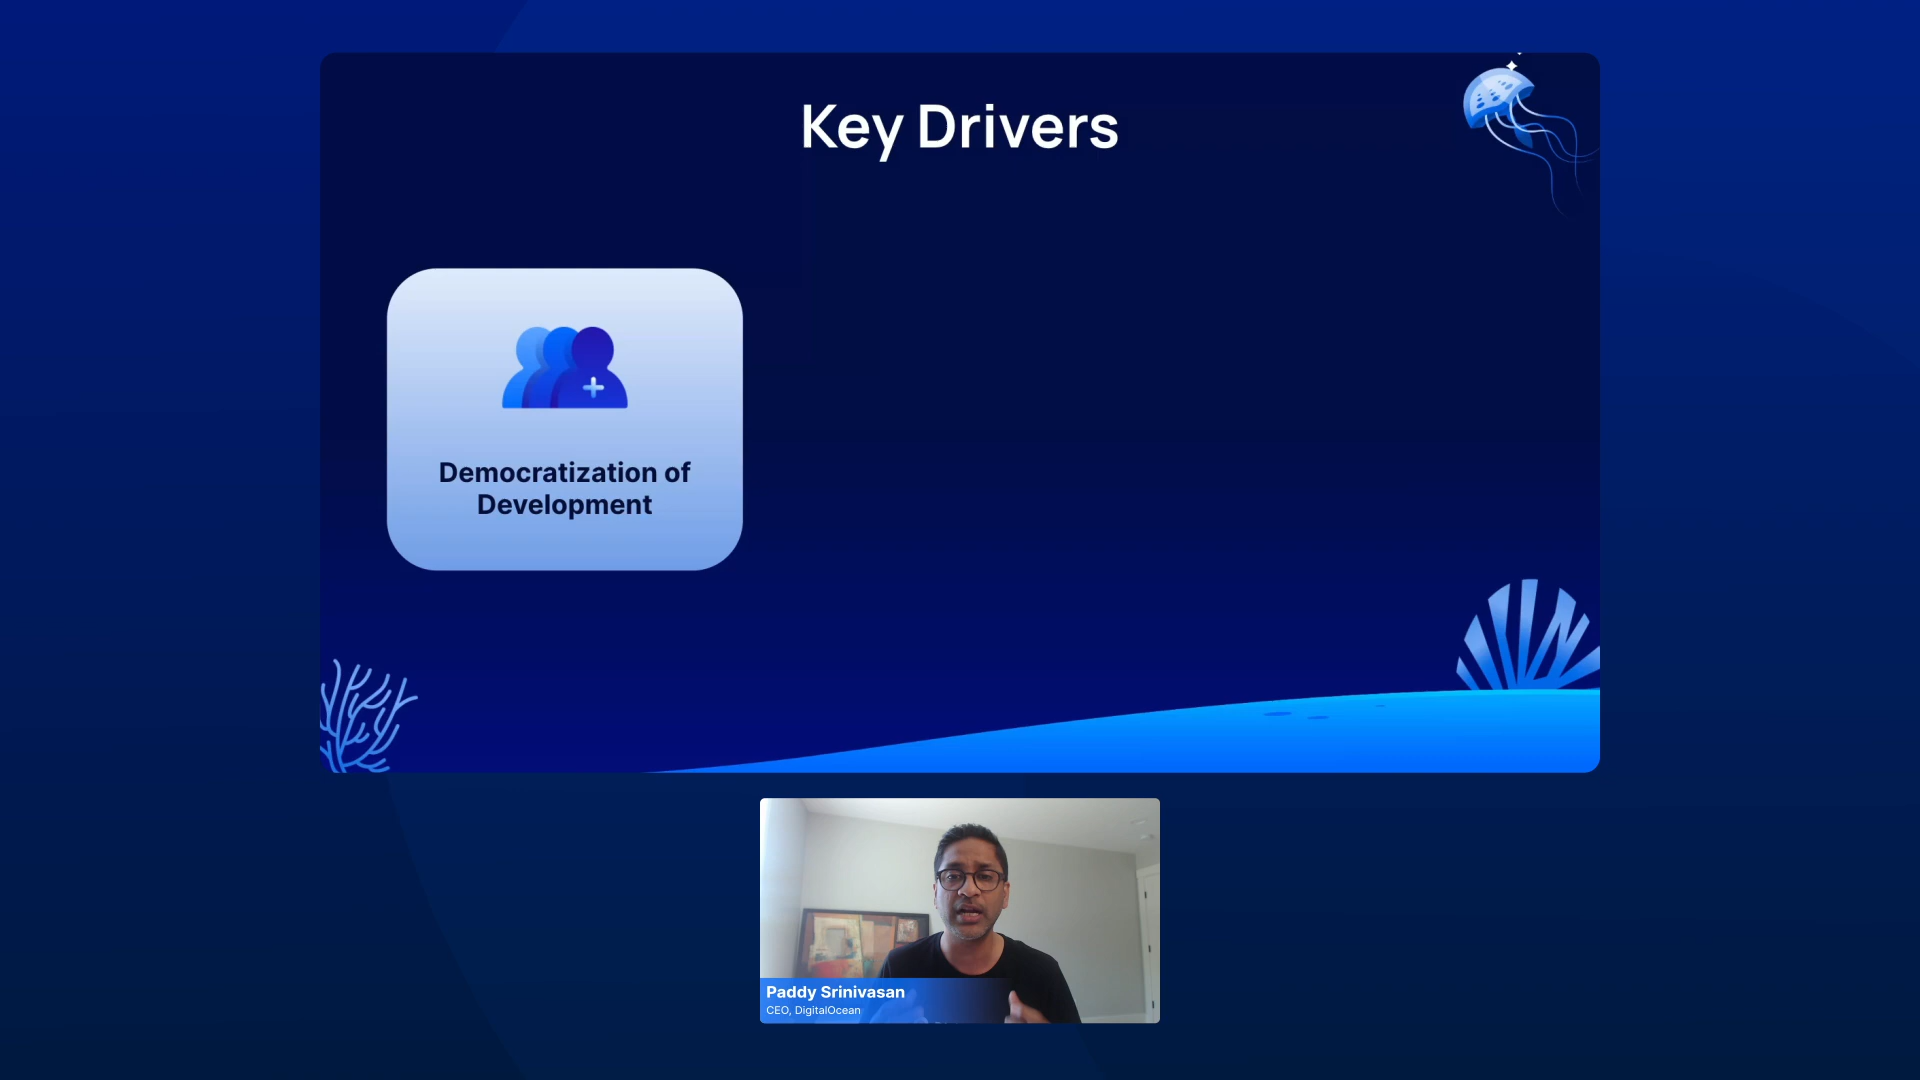 Key Drivers
Democratization of
Development
Paddy Srinivasan
CEO, DigitalOcean